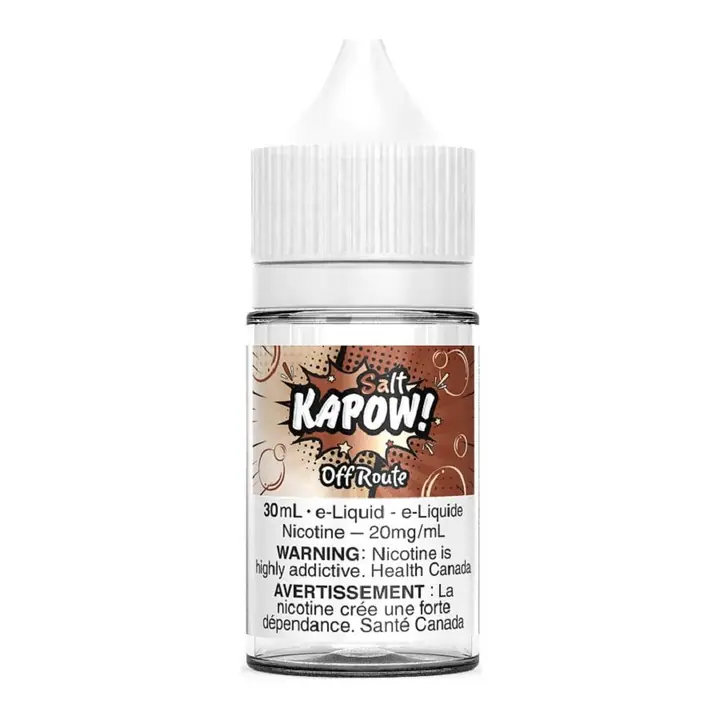 Salt
KAPOW!
Off Route
30mL • e-Liquid - e-Liquide
Nicotine — 20mg/mL
WARNING: Nicotine is
highly addictive. Health Canada
AVERTISSEMENT : La
nicotine crée une forte
dépendance. Santé Canada